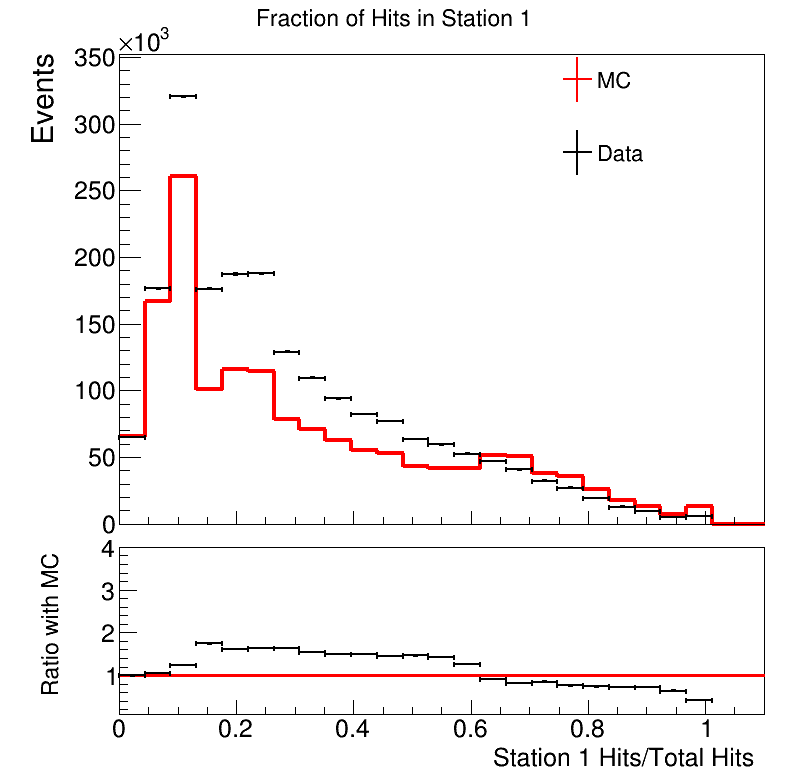 Fraction of Hits in Station 1
×10³
Events
350
300
250
200
150
100
50
0
MC
Data
Ratio with MC
4
3
2
1
0 0.2 0.4 0.6 0.8 1
Station 1 Hits/Total Hits